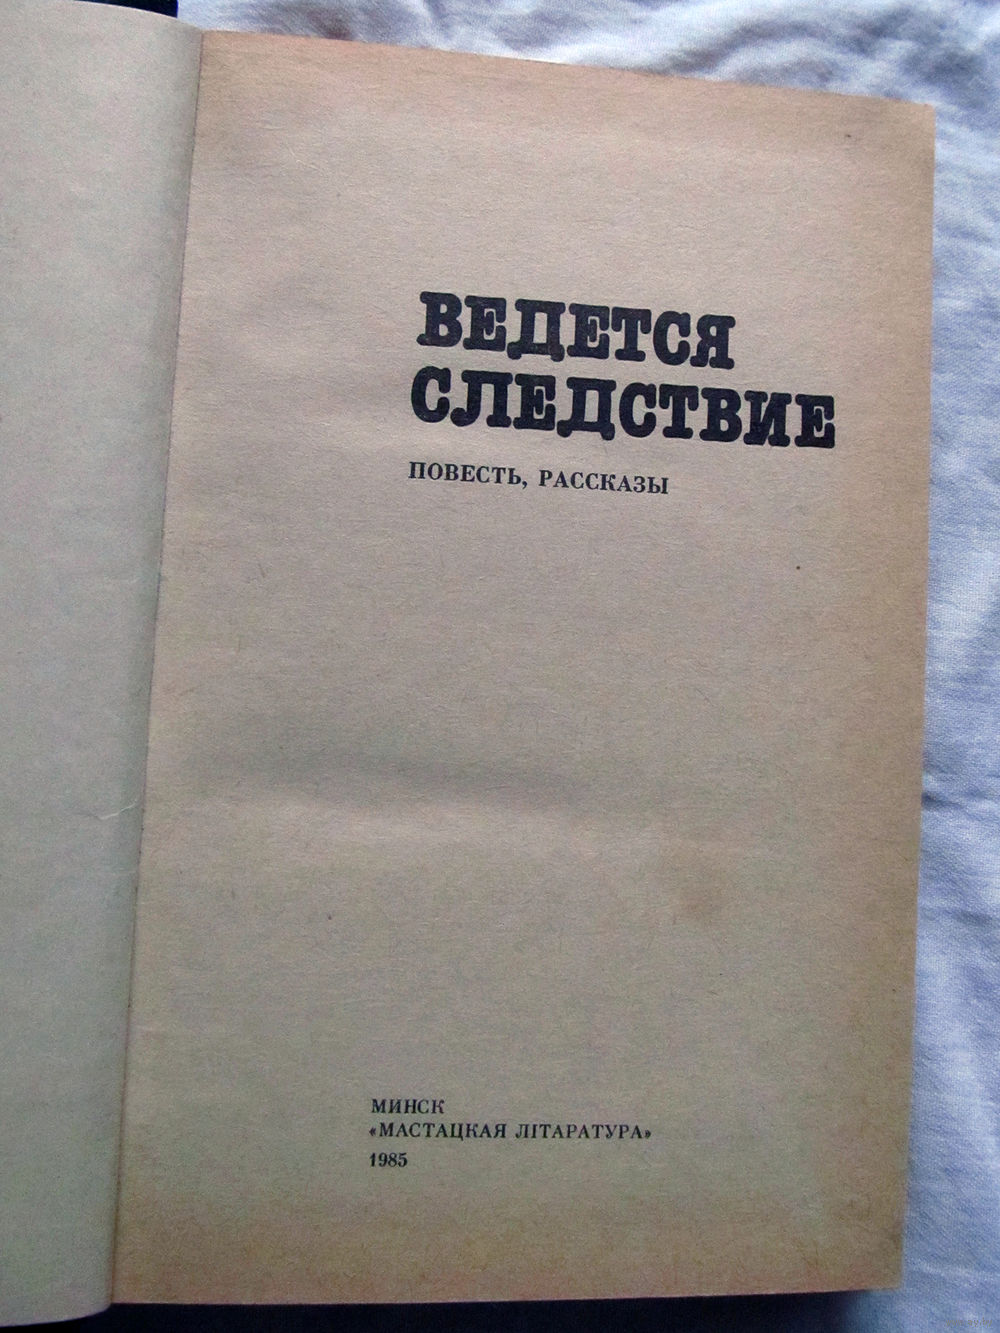 ВЕДЕТСЯ
СЛЕДСТВИЕ
ПОВЕСТЬ, РАССКАЗЫ
МИНСК
«МАСТАЦКАЯ ЛІТАРАТУРА»
1985